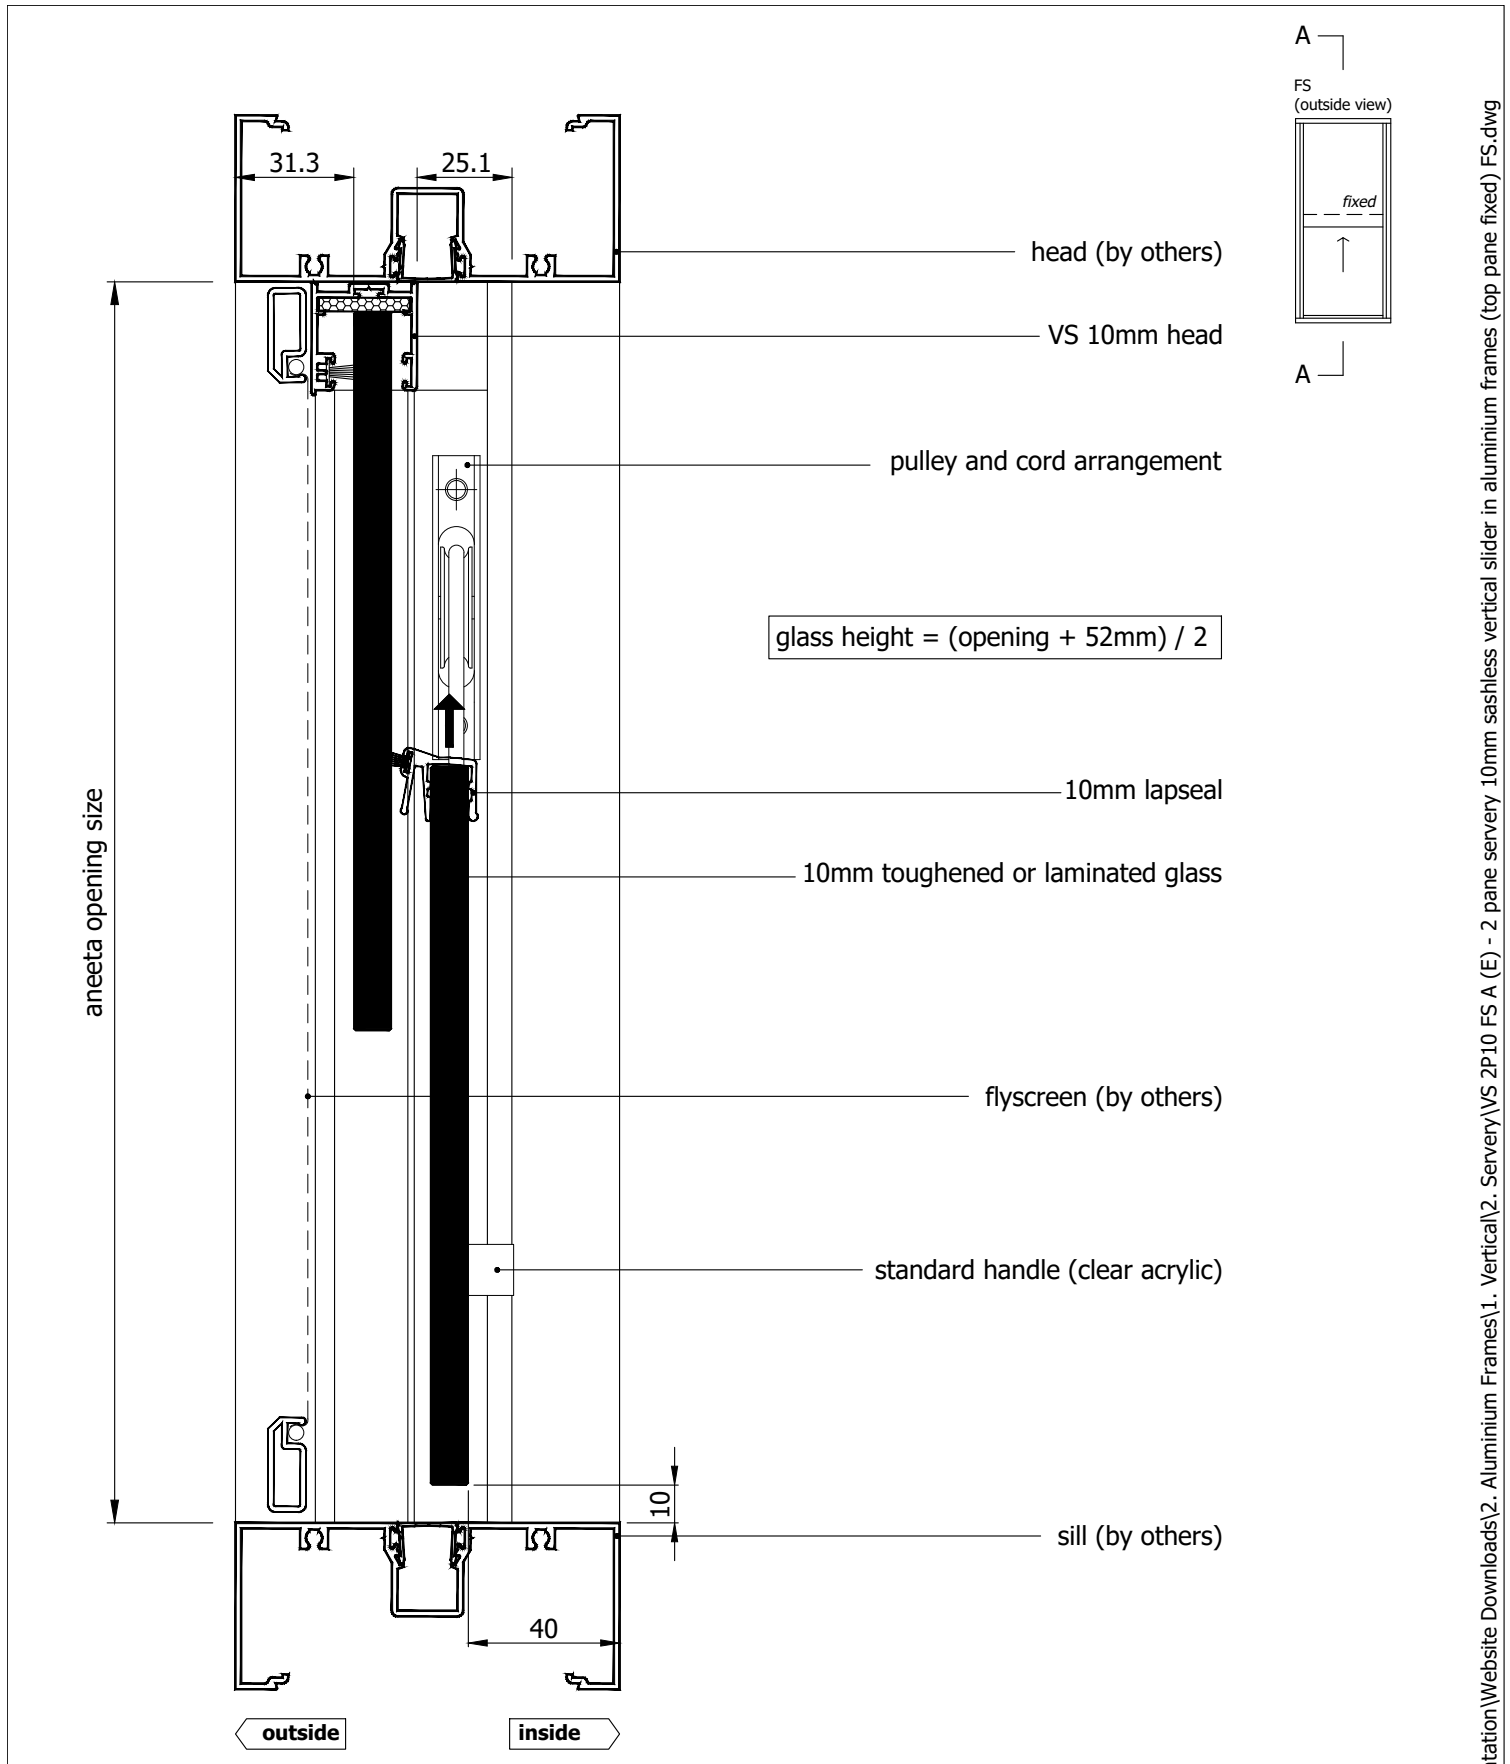 A
FS
(outside view)
fixed
A
31.3
25.1
head (by others)
VS 10mm head
pulley and cord arrangement
glass height = (opening + 52mm) / 2
10mm lapseal
10mm toughened or laminated glass
aneeta opening size
flyscreen (by others)
standard handle (clear acrylic)
10
sill (by others)
40
outside
inside
ntation\Website Downloads\2. Aluminium Frames\1. Vertical\2. Servery\VS 2P10 FS A (E) - 2 pane servery 10mm sashless vertical slider in aluminium frames (top pane fixed) FS.dwg